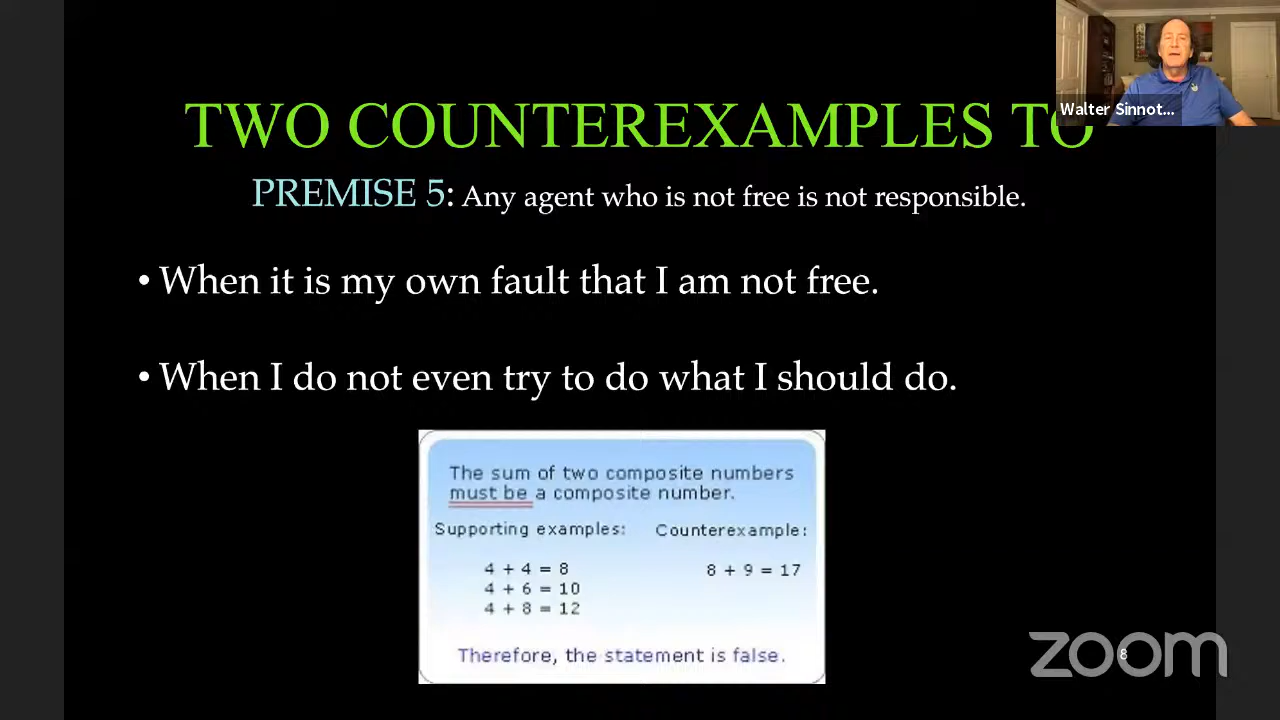 Walter Sinnot...
TWO COUNTEREXAMPLES TO
PREMISE 5: Any agent who is not free is not responsible.
• When it is my own fault that I am not free.
• When I do not even try to do what I should do.
The sum of two composite numbers
must be a composite number.
Supporting examples:
4 + 4 = 8
4 + 6 = 10
4 + 8 = 12
Counterexample:
8 + 9 = 17
Therefore, the statement is false.
8
zoom